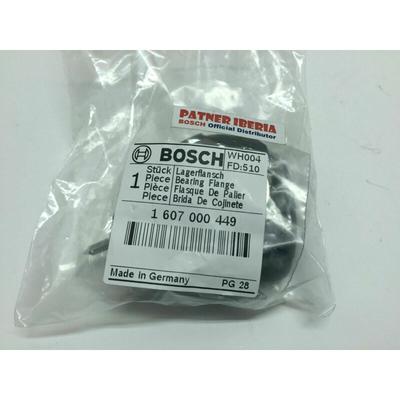 PATNER IBERIA
BOSCH Official Distributor
BOSCH
WH004
FD:510
1
Stück Lagerflansch
Piece Bearing Flange
Pièce Flasque De Palier
Piece Brida De Cojinete
1 607 000 449
Made in Germany
PG 28